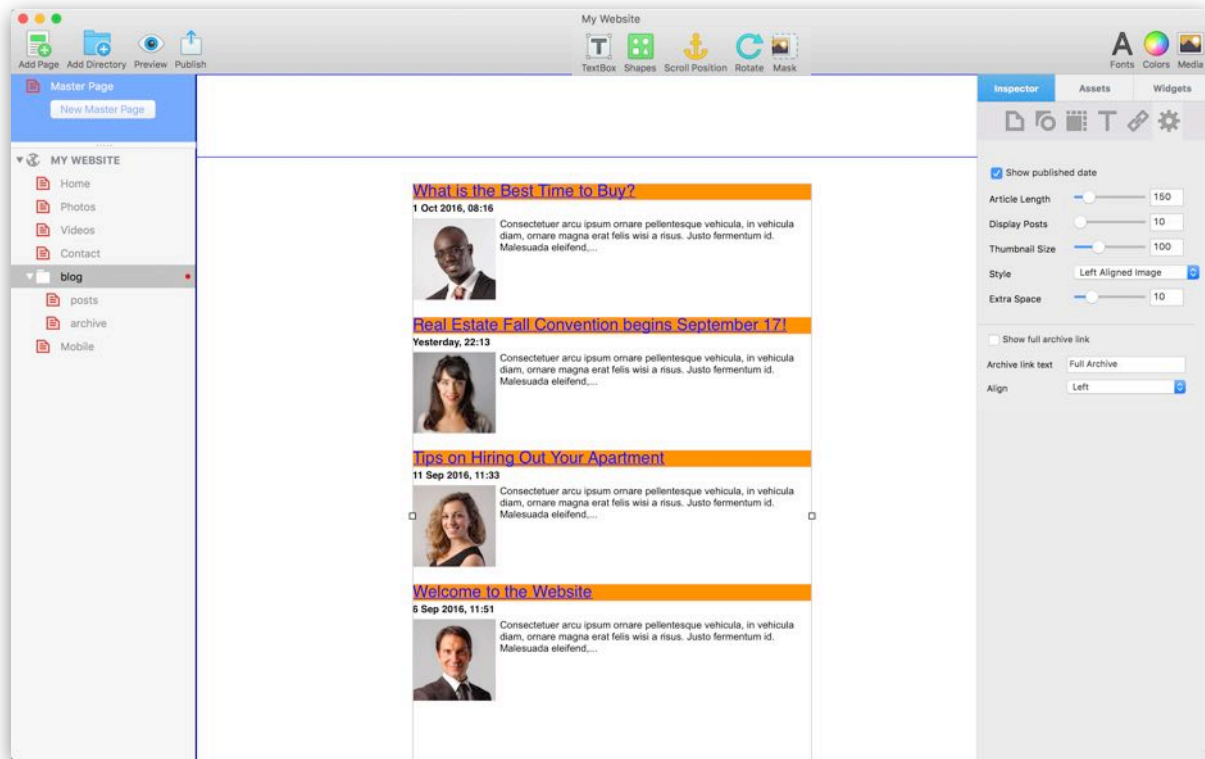 My Website
Add Page Add Directory Preview Publish
TextBox Shapes Scroll Position Rotate Mask
Fonts Colors Media
Master Page
New Master Page
MY WEBSITE
Home
Photos
Videos
Contact
blog
posts
archive
Mobile
What is the Best Time to Buy?
1 Oct 2016, 08:16
Consectetuer arcu ipsum ornare pellentesque vehicula, in vehicula
diam, ornare magna erat felis wisi a risus. Justo fermentum id.
Malesuada eleifend,...
Real Estate Fall Convention begins September 17!
Yesterday, 22:13
Consectetuer arcu ipsum ornare pellentesque vehicula, in vehicula
diam, ornare magna erat felis wisi a risus. Justo fermentum id.
Malesuada eleifend,...
Tips on Hiring Out Your Apartment
11 Sep 2016, 11:33
Consectetuer arcu ipsum ornare pellentesque vehicula, in vehicula
diam, ornare magna erat felis wisi a risus. Justo fermentum id.
Malesuada eleifend,...
Welcome to the Website
6 Sep 2016, 11:51
Consectetuer arcu ipsum ornare pellentesque vehicula, in vehicula
diam, ornare magna erat felis wisi a risus. Justo fermentum id.
Malesuada eleifend,...
Inspector Assets Widgets
Show published date
Article Length 150
Display Posts 10
Thumbnail Size 100
Style Left Aligned Image
Extra Space 10
Show full archive link
Archive link text Full Archive
Align Left